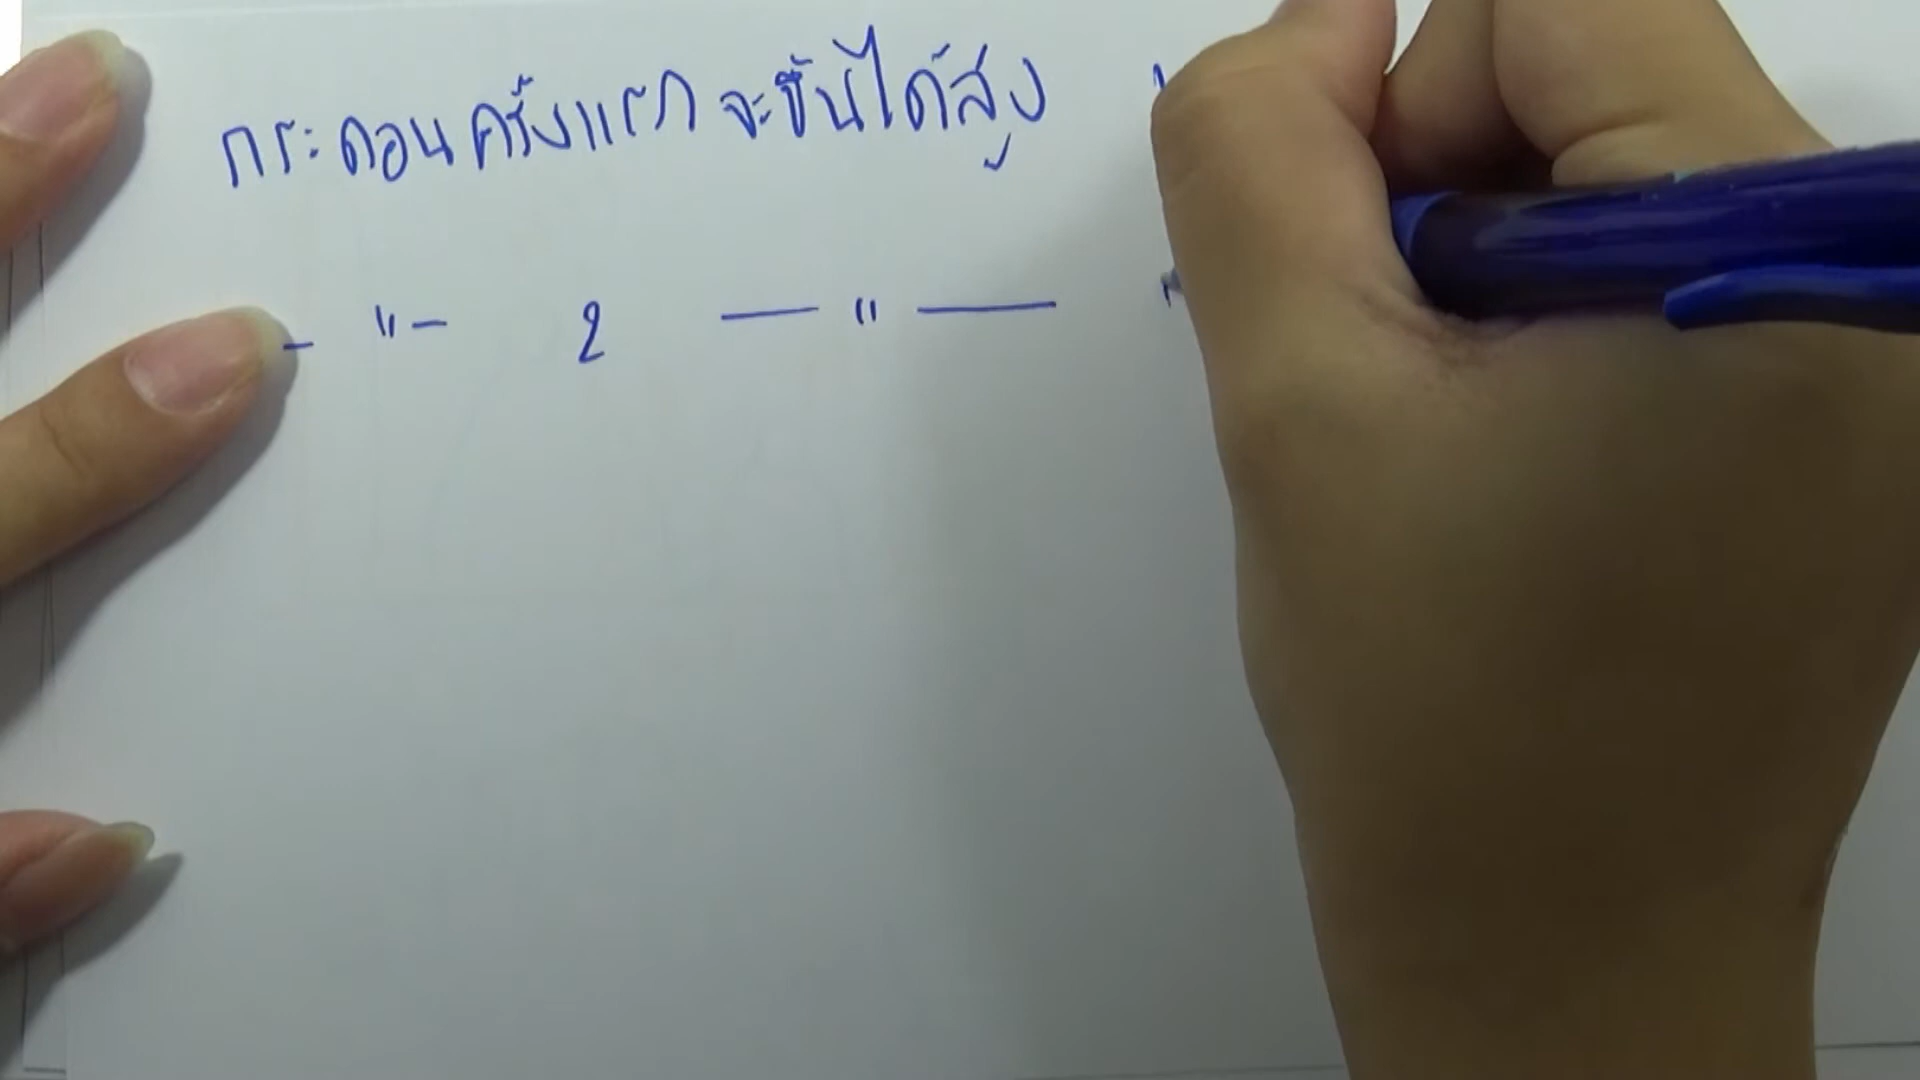 กระดอนครั้งแรก จะขึ้นได้สูง
— " — 2 — " —